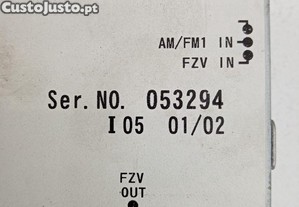 Custojusto.pt
AM/FM1 IN
FZV IN
Ser. NO. 053294
I 05 01/02
FZV
OUT